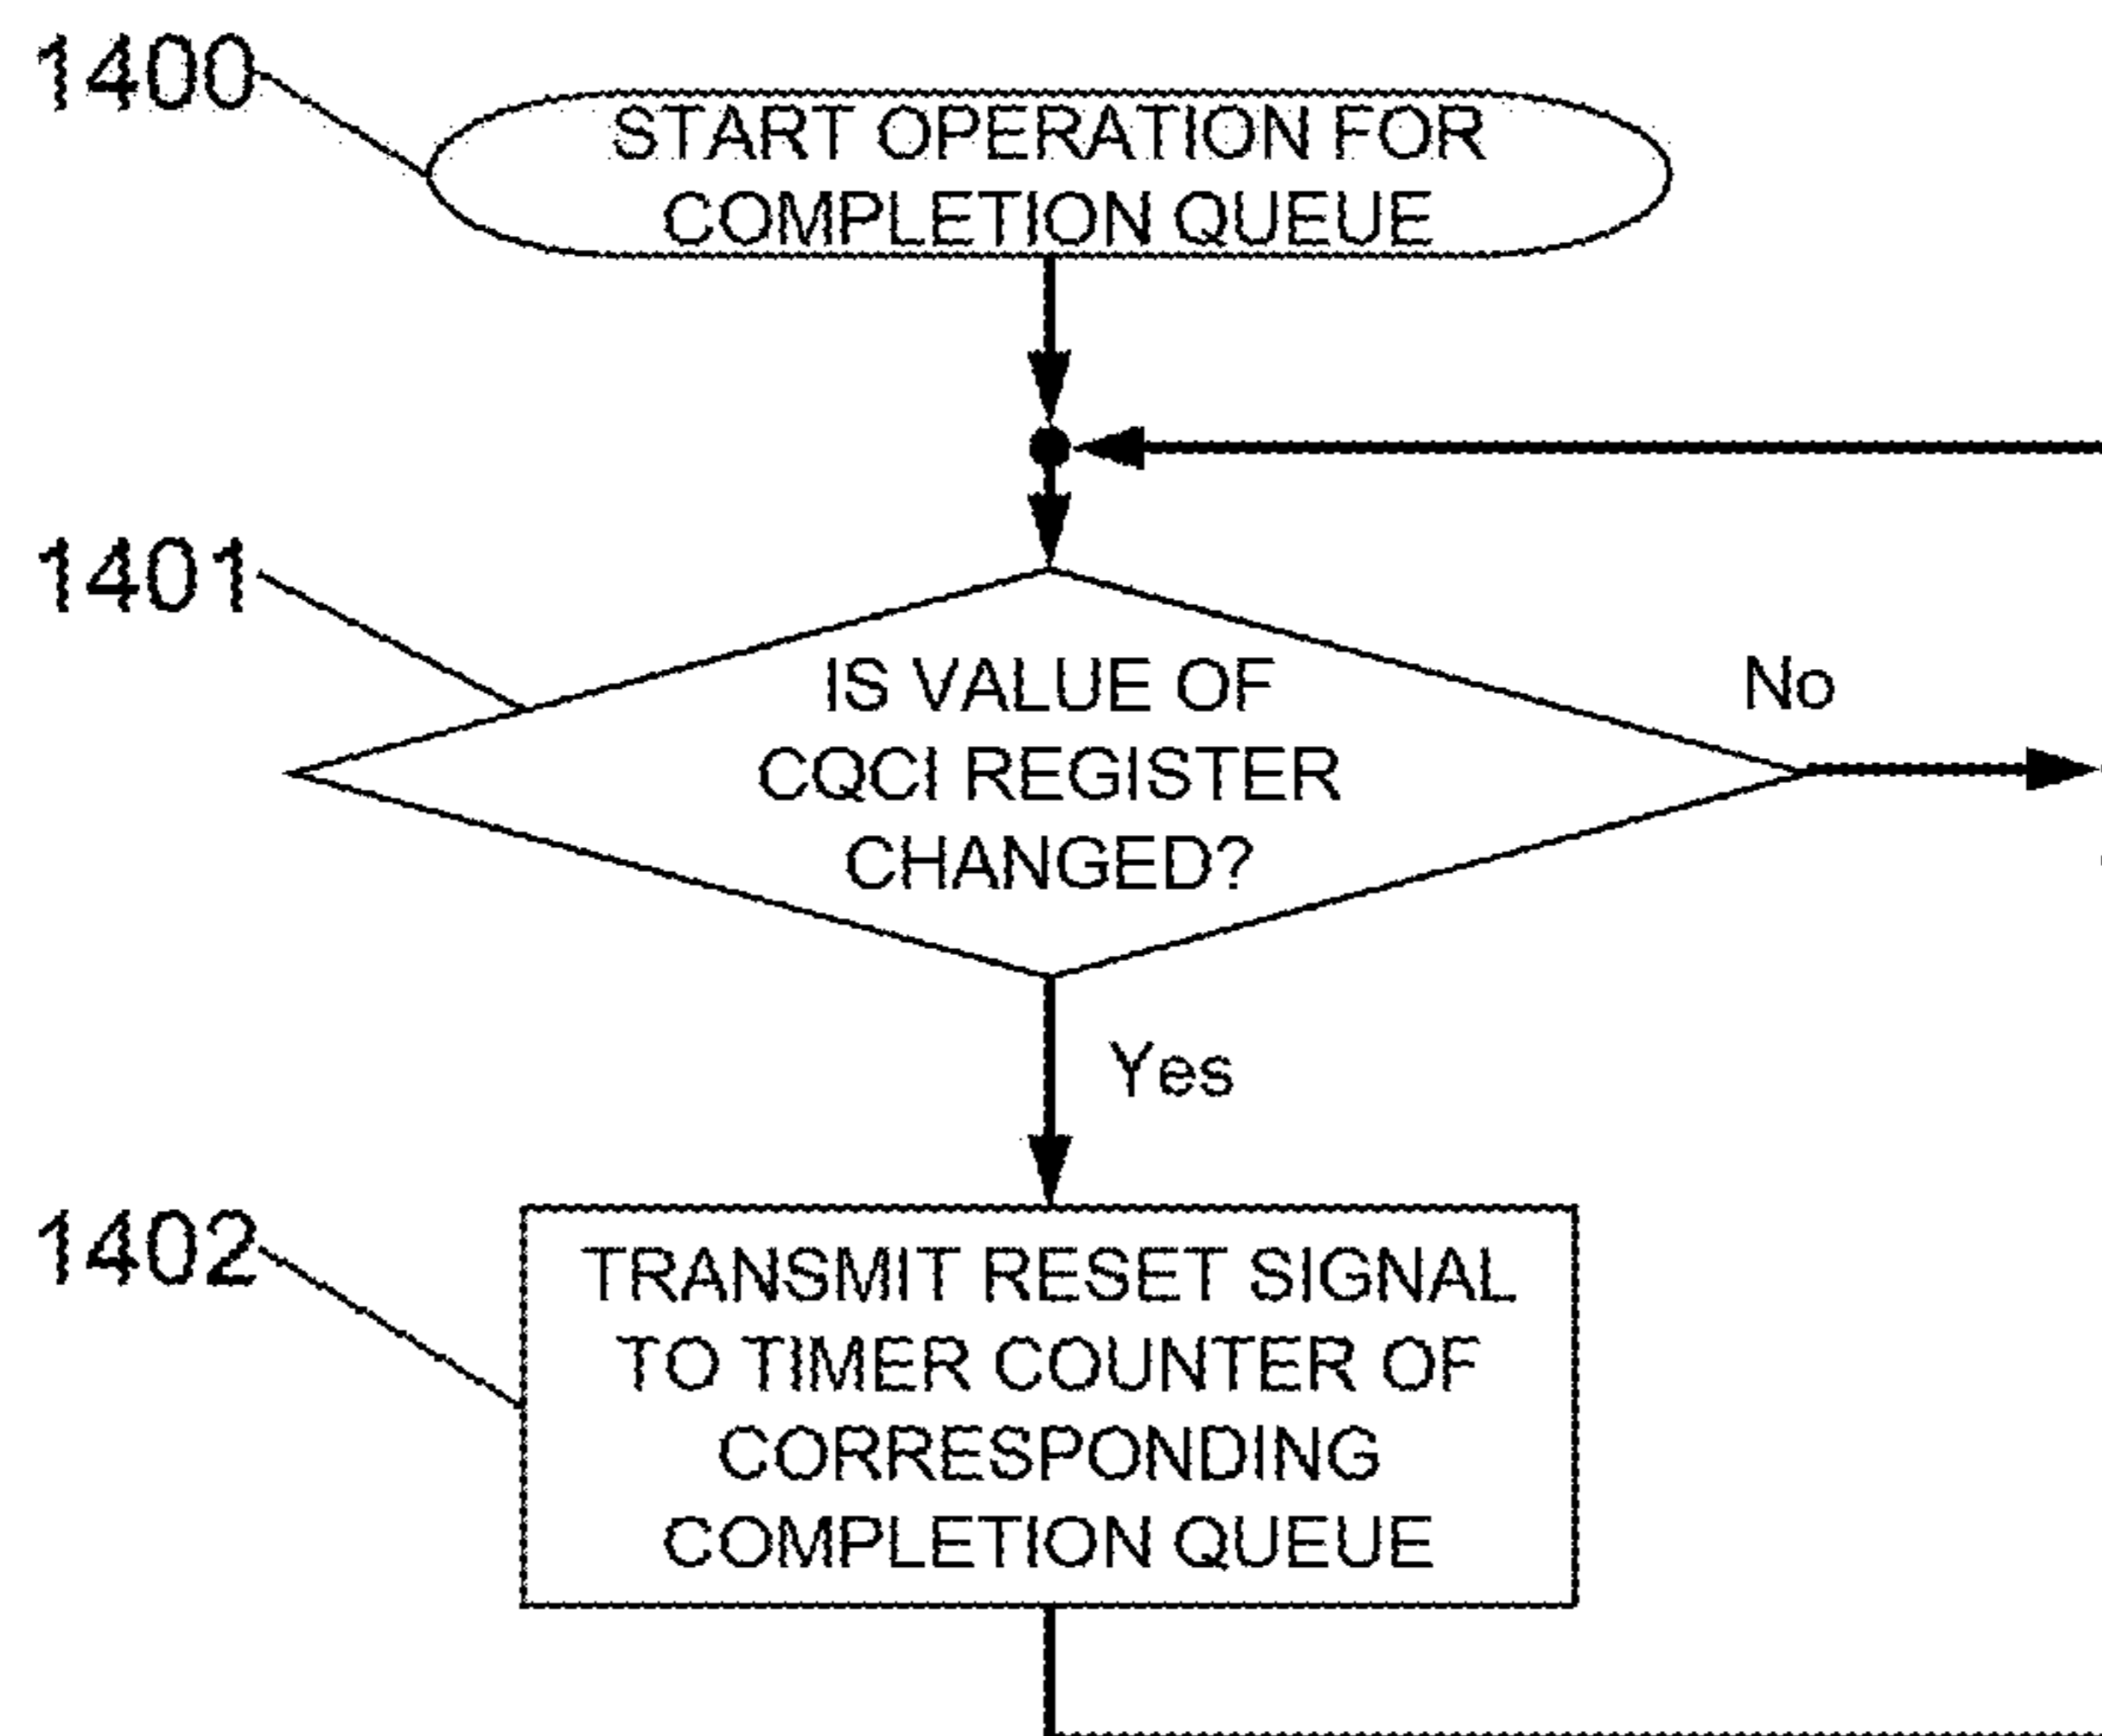 1400
START OPERATION FOR
COMPLETION QUEUE
1401
IS VALUE OF
CQCI REGISTER
CHANGED?
No
Yes
1402
TRANSMIT RESET SIGNAL
TO TIMER COUNTER OF
CORRESPONDING
COMPLETION QUEUE